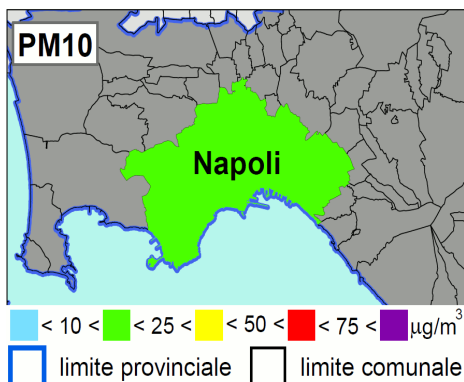 PM10
Napoli
< 10 < < 25 < < 50 < < 75 < µg/m³
limite provinciale limite comunale